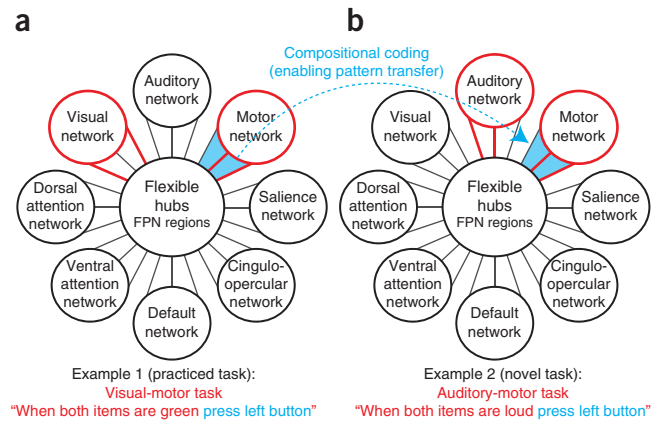 a
b
Compositional coding
(enabling pattern transfer)
Auditory
network
Visual
network
Motor
network
Dorsal
attention
network
Flexible
hubs
FPN regions
Salience
network
Ventral
attention
network
Cingulo-
opercular
network
Default
network
Example 1 (practiced task):
Visual-motor task
“When both items are green press left button”
Auditory
network
Visual
network
Motor
network
Dorsal
attention
network
Flexible
hubs
FPN regions
Salience
network
Ventral
attention
network
Cingulo-
opercular
network
Default
network
Example 2 (novel task):
Auditory-motor task
“When both items are loud press left button”